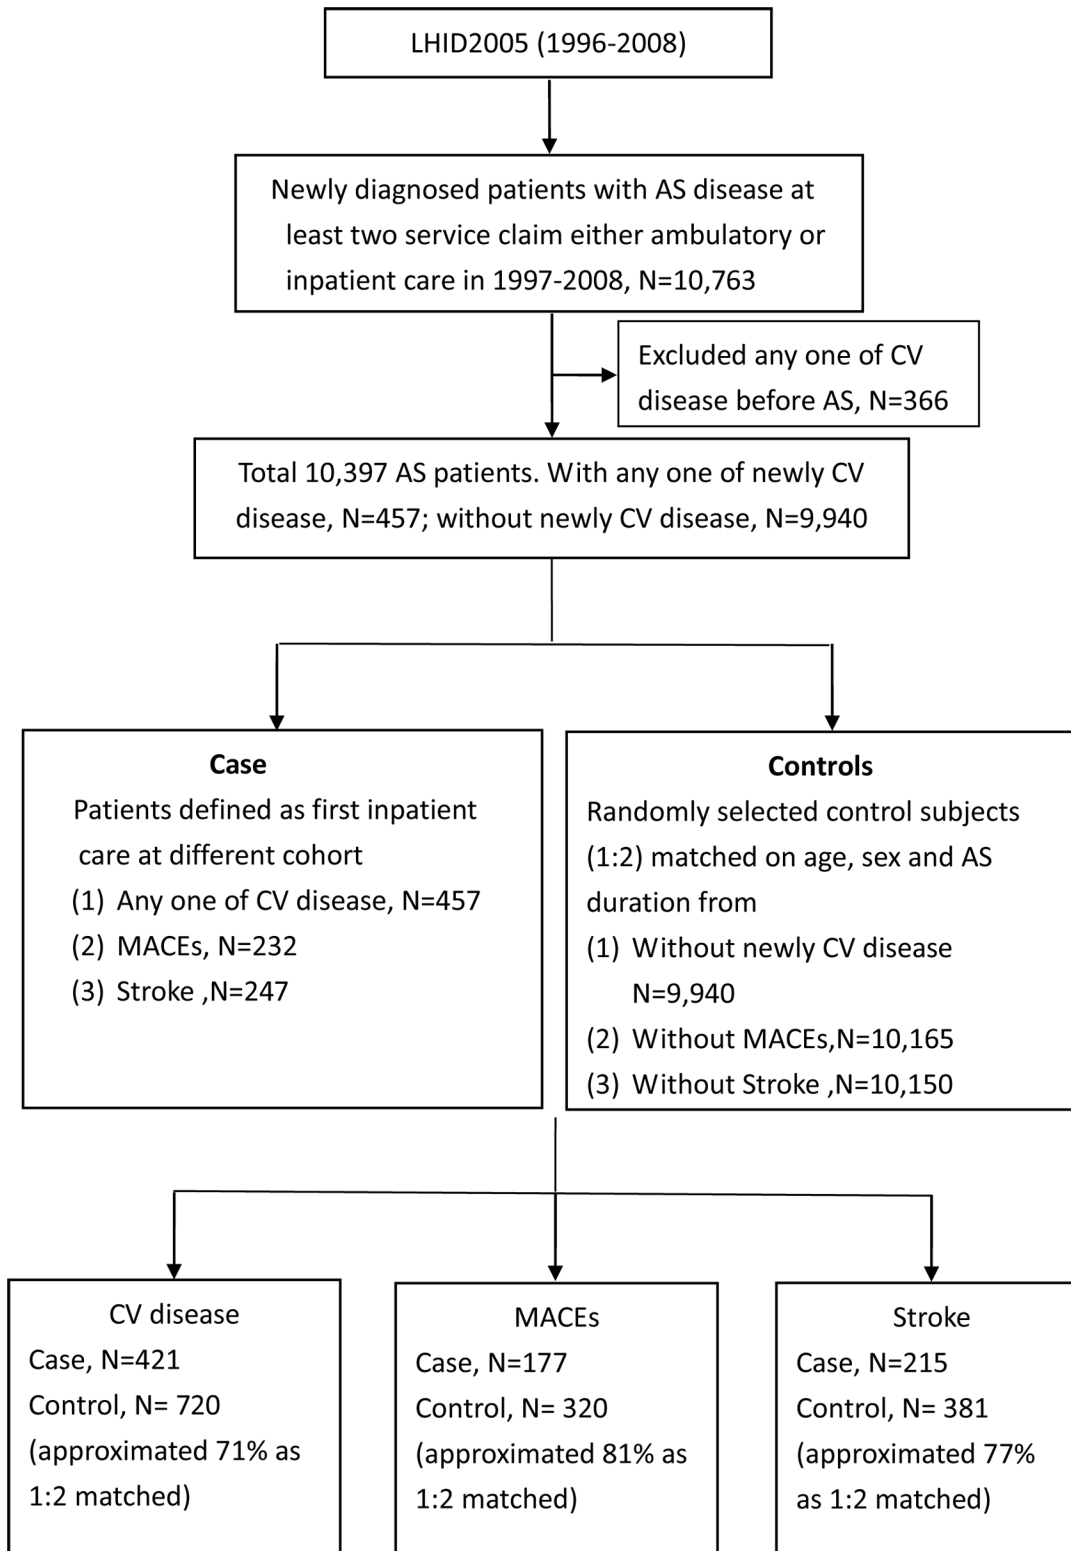 LHID2005 (1996-2008)
Newly diagnosed patients with AS disease at
least two service claim either ambulatory or
inpatient care in 1997-2008, N=10,763
Excluded any one of CV
disease before AS, N=366
Total 10,397 AS patients. With any one of newly CV
disease, N=457; without newly CV disease, N=9,940
Case
Patients defined as first inpatient
care at different cohort
(1) Any one of CV disease, N=457
(2) MACEs, N=232
(3) Stroke ,N=247
Controls
Randomly selected control subjects
(1:2) matched on age, sex and AS
duration from
(1) Without newly CV disease
N=9,940
(2) Without MACEs,N=10,165
(3) Without Stroke ,N=10,150
CV disease
Case, N=421
Control, N= 720
(approximated 71% as
1:2 matched)
MACEs
Case, N=177
Control, N= 320
(approximated 81% as
1:2 matched)
Stroke
Case, N=215
Control, N= 381
(approximated 77%
as 1:2 matched)